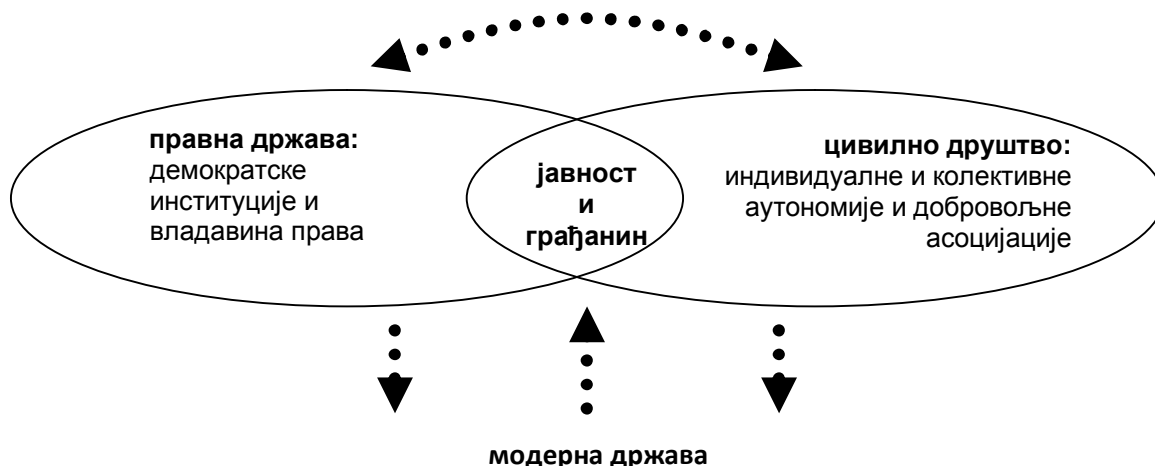 правна држава:
демократске
институције и
владавина права
јавност
и
грађанин
цивилно друштво:
индивидуалне и колективне
аутономије и добровољне
асоцијације
модерна држава